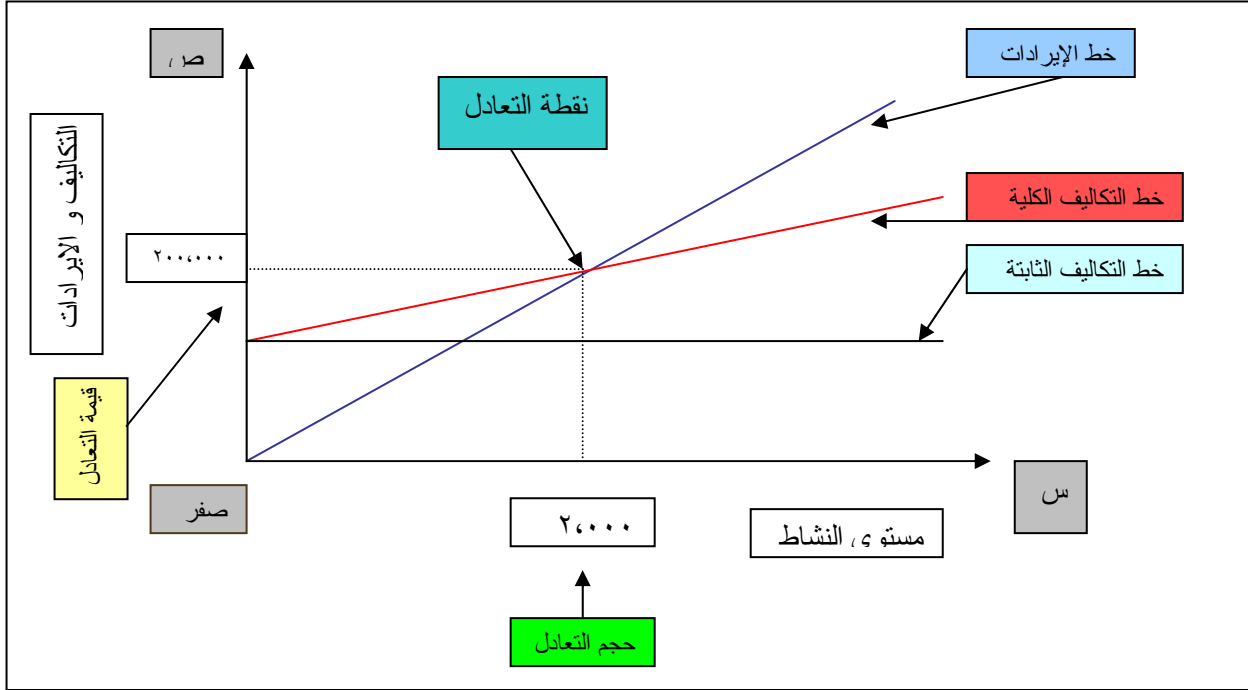 ص
خط الإيرادات
نقطة التعادل
التكاليف و الايرادات
خط التكاليف الكلية
٢٠٠،٠٠٠
خط التكاليف الثابتة
قيمة التعادل
صفر
٢،٠٠٠
مستوى النشاط
س
حجم التعادل